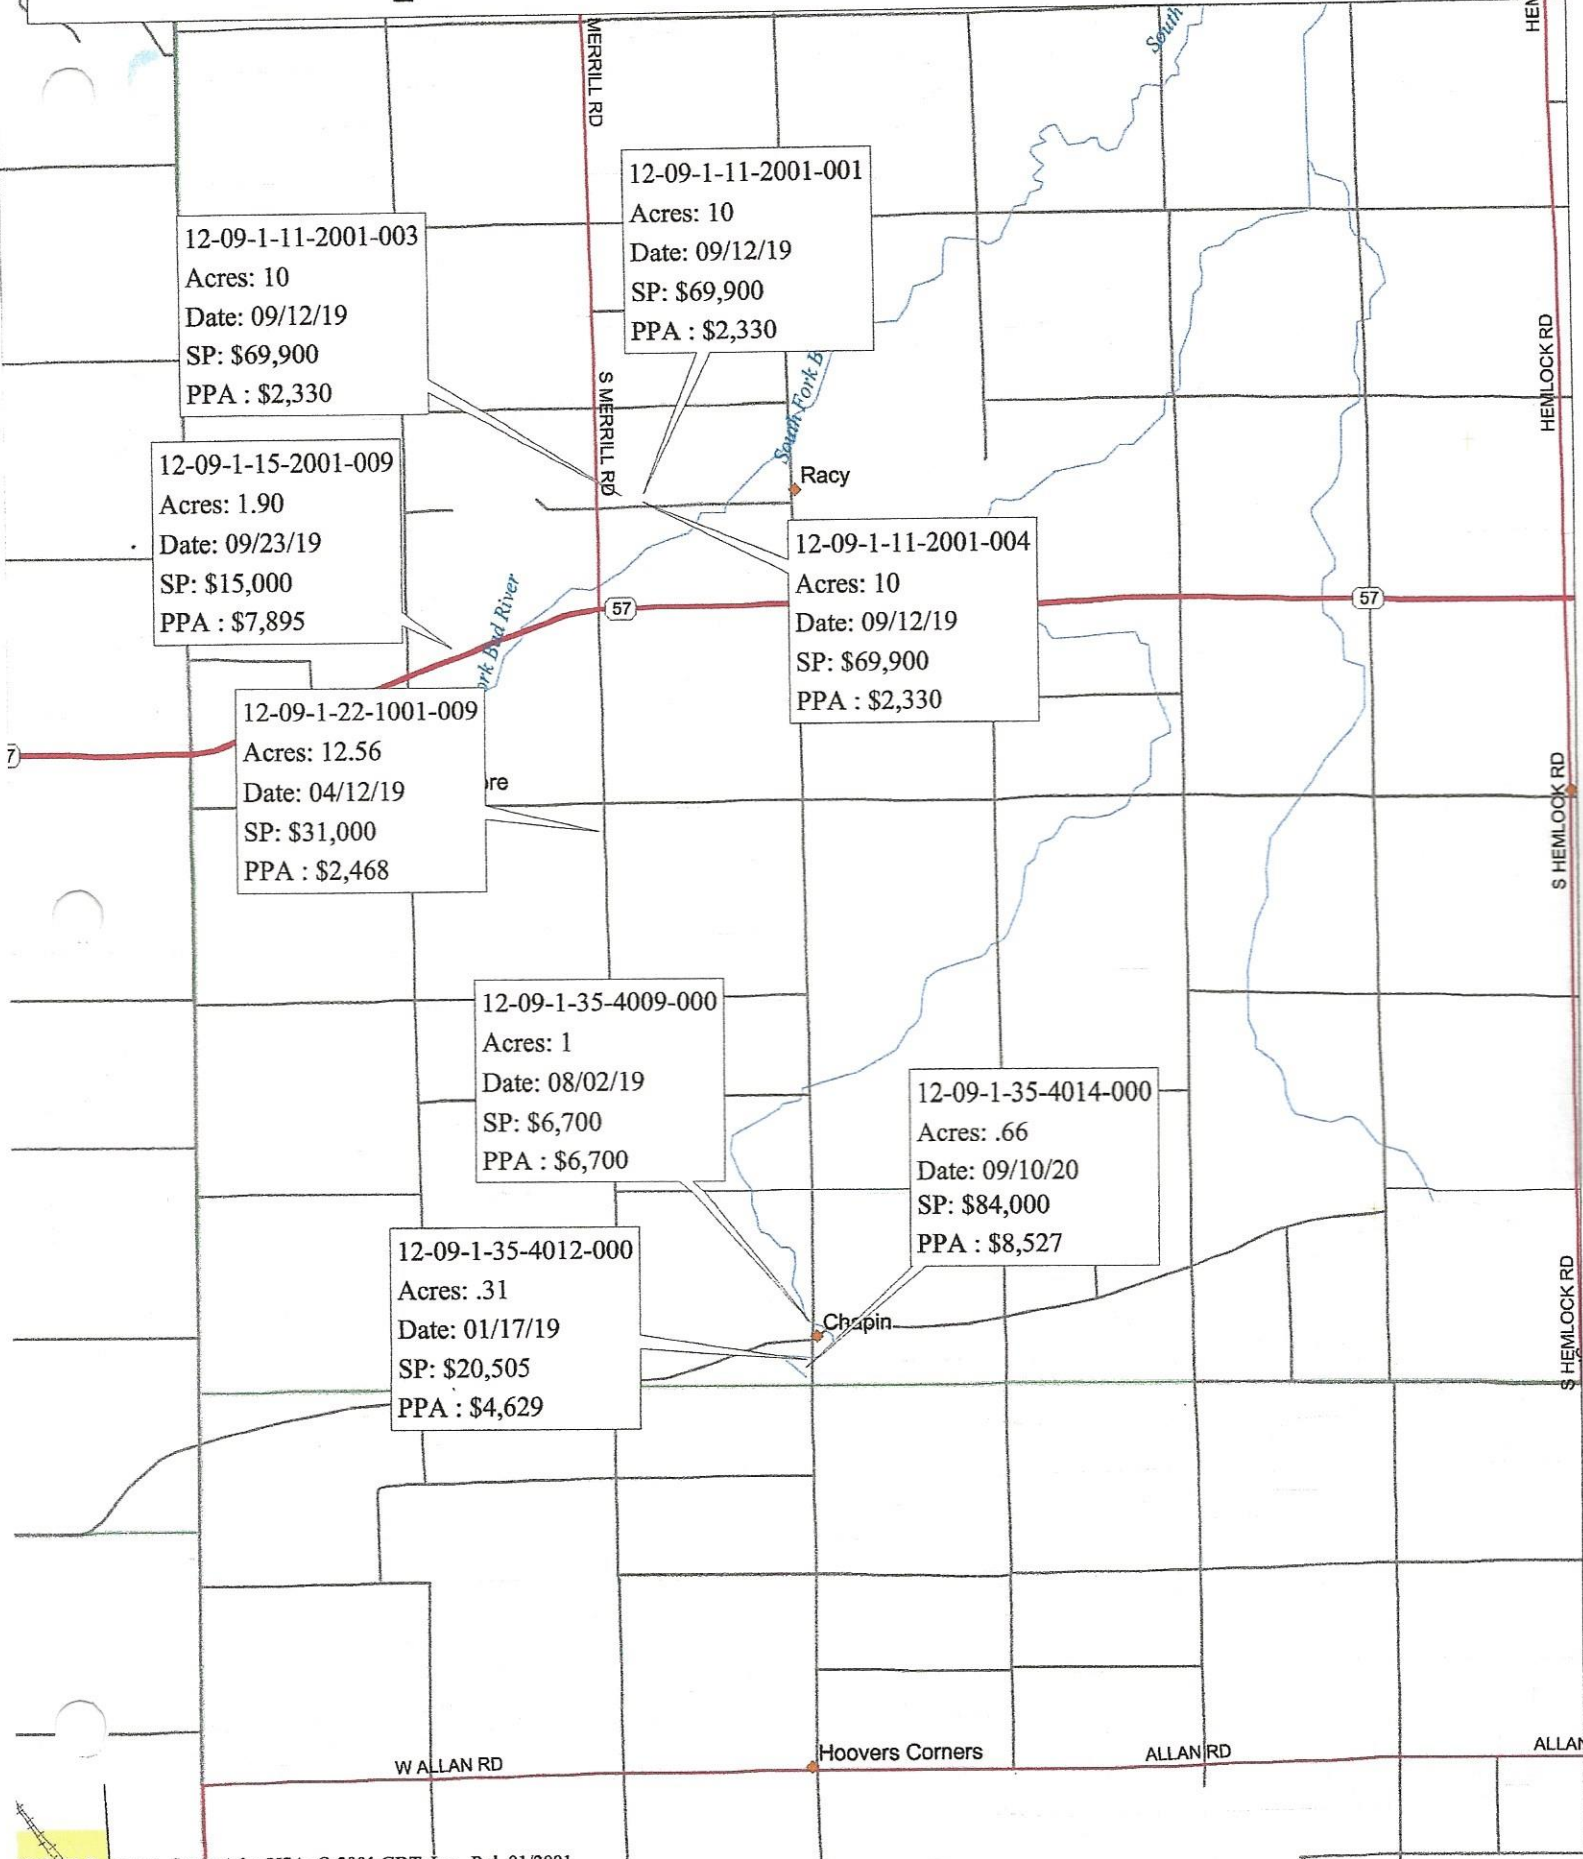 South
HEM
MERRILL RD
12-09-1-11-2001-001
Acres: 10
Date: 09/12/19
SP: $69,900
PPA : $2,330
12-09-1-11-2001-003
Acres: 10
Date: 09/12/19
SP: $69,900
PPA : $2,330
HEMLOCK RD
South Fork B
S MERRILL RD
12-09-1-15-2001-009
Acres: 1.90
Date: 09/23/19
SP: $15,000
PPA : $7,895
Racy
12-09-1-11-2001-004
Acres: 10
Date: 09/12/19
SP: $69,900
PPA : $2,330
57
57
ork Bad River
12-09-1-22-1001-009
Acres: 12.56
Date: 04/12/19
SP: $31,000
PPA : $2,468
7
ore
S HEMLOCK RD
12-09-1-35-4009-000
Acres: 1
Date: 08/02/19
SP: $6,700
PPA : $6,700
12-09-1-35-4014-000
Acres: .66
Date: 09/10/20
SP: $84,000
PPA : $8,527
12-09-1-35-4012-000
Acres: .31
Date: 01/17/19
SP: $20,505
PPA : $4,629
Chapin
S HEMLOCK RD
Hoovers Corners
W ALLAN RD
ALLAN RD
ALLAN